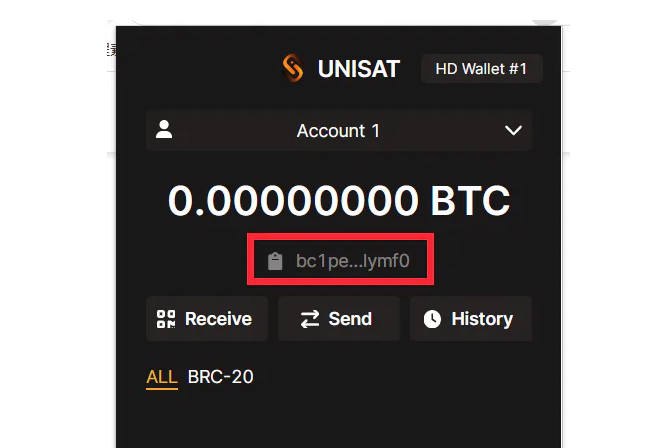 UNISAT HD Wallet #1
Account 1
0.00000000 BTC
bc1pe...lymf0
Receive Send History
ALL BRC-20